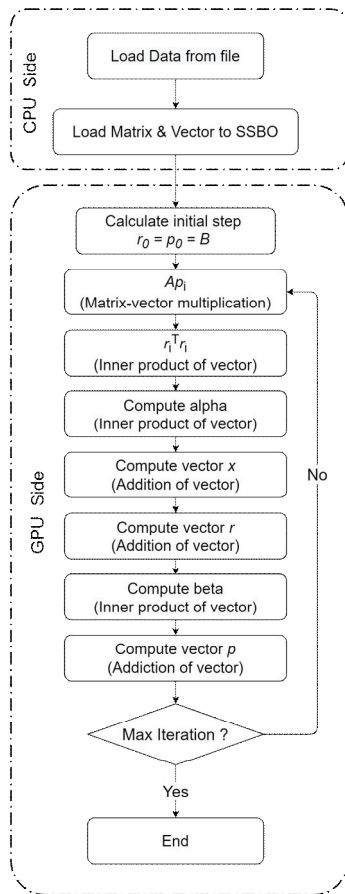 CPU Side
Load Data from file
Load Matrix & Vector to SSBO
GPU Side
Calculate initial step
r₀ = p₀ = B
Apᵢ
(Matrix-vector multiplication)
rᵢᵀrᵢ
(Inner product of vector)
Compute alpha
(Inner product of vector)
Compute vector x
(Addition of vector)
Compute vector r
(Addition of vector)
Compute beta
(Inner product of vector)
Compute vector p
(Addiction of vector)
Max Iteration ?
No
Yes
End